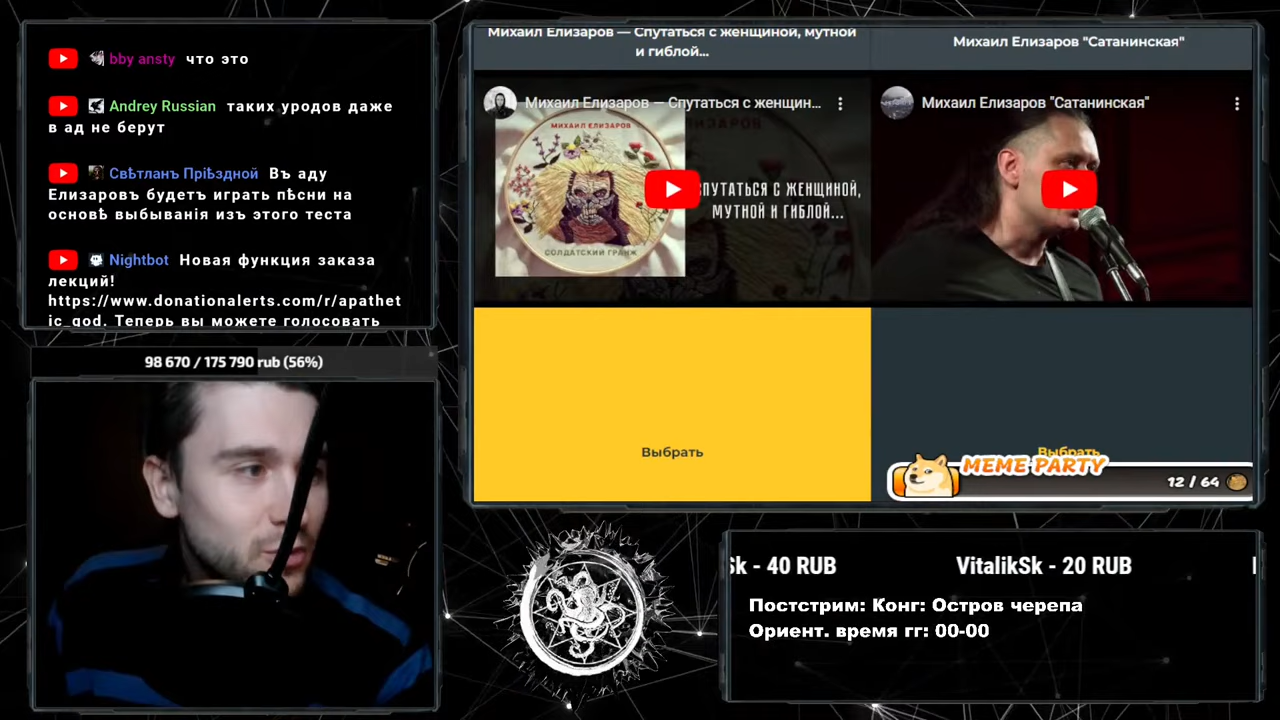 bby ansty что это
Andrey Russian таких уродов даже
в ад не берут
Свѣтланъ Пріѣздной Въ аду
Елизаровъ будетъ играть пѣсни на
основѣ выбыванія изъ этого теста
Nightbot Новая функция заказа
лекций!
https://www.donationalerts.com/r/apathet
ic_god. Теперь вы можете голосовать
98 670 / 175 790 rub (56%)
Михаил Елизаров — Спутаться с женщиной, мутной
и гиблой...
Михаил Елизаров "Сатанинская"
Михаил Елизаров — Спутаться с женщин...
МИХАИЛ ЕЛИЗАРОВ
СПУТАТЬСЯ С ЖЕНЩИНОЙ,
МУТНОЙ И ГИБЛОЙ...
СОЛДАТСКИЙ ГРАНЖ
Михаил Елизаров "Сатанинская"
Выбрать
Выбрать
MEME PARTY
12 / 64
Sk - 40 RUB
VitalikSk - 20 RUB
Постстрим: Конг: Остров черепа
Ориент. время гг: 00-00